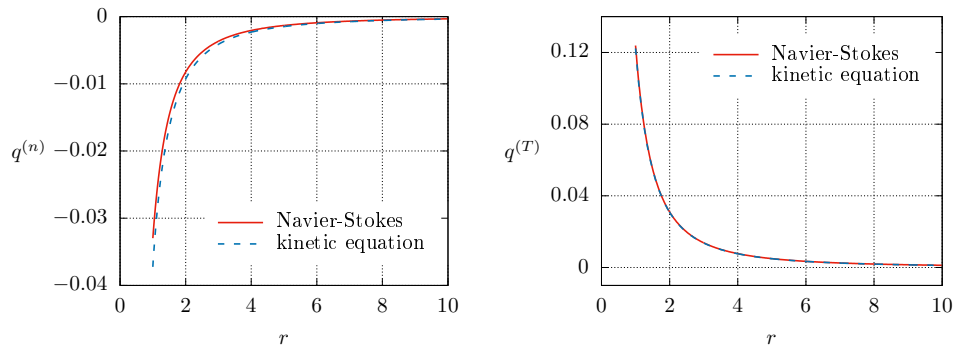 0
−0.01
−0.02
−0.03
−0.04
q(n)
Navier-Stokes
kinetic equation
0 2 4 6 8 10
r
0.12
0.08
0.04
0
q(T)
Navier-Stokes
kinetic equation
2 4 6 8 10
r